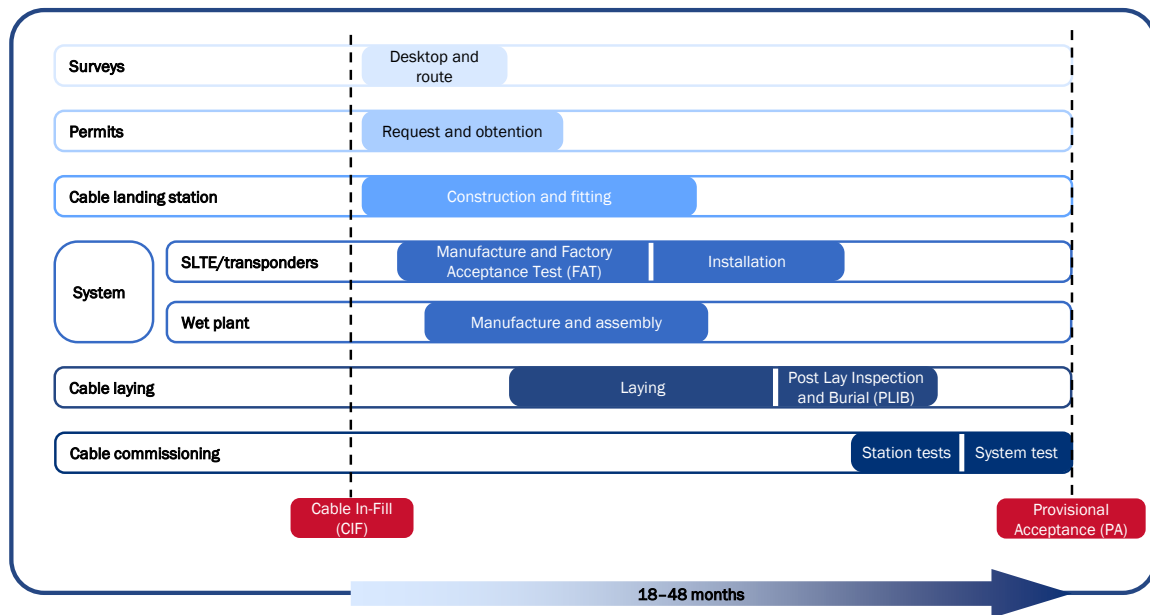 Surveys
Desktop and
route
Permits
Request and obtention
Cable landing station
Construction and fitting
System
SLTE/transponders
Manufacture and Factory
Acceptance Test (FAT)
Installation
Wet plant
Manufacture and assembly
Cable laying
Laying
Post Lay Inspection
and Burial (PLIB)
Cable commissioning
Station tests
System test
Cable In-Fill
(CIF)
Provisional
Acceptance (PA)
18–48 months